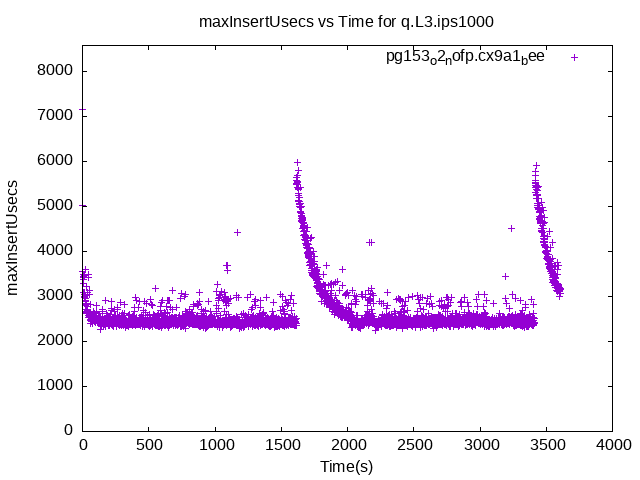 maxInsertUsecs vs Time for q.L3.ips1000
pg153o2nofp.cx9a1bee
8000
7000
6000
5000
4000
3000
2000
1000
0
maxInsertUsecs
0 500 1000 1500 2000 2500 3000 3500 4000
Time(s)